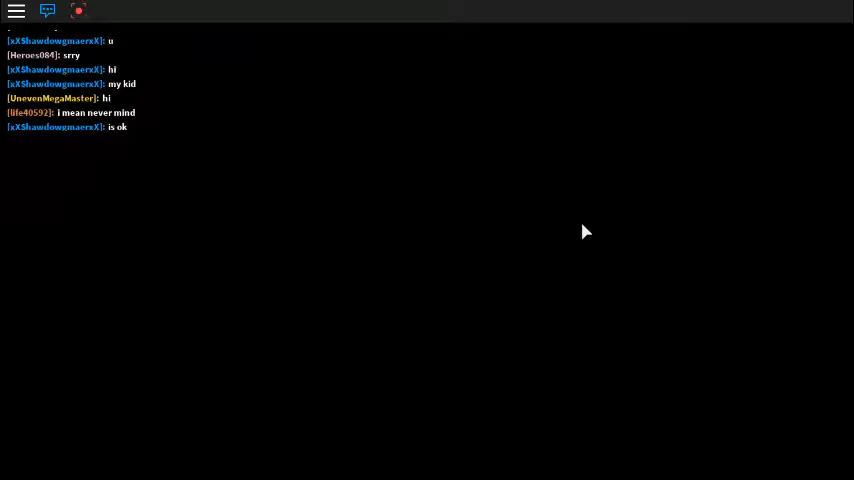 [xXShawdowgmaerxX]: u
[Heroes084]: srry
[xXShawdowgmaerxX]: hi
[xXShawdowgmaerxX]: my kid
[UnevenMegaMaster]: hi
[life40592]: i mean never mind
[xXShawdowgmaerxX]: is ok